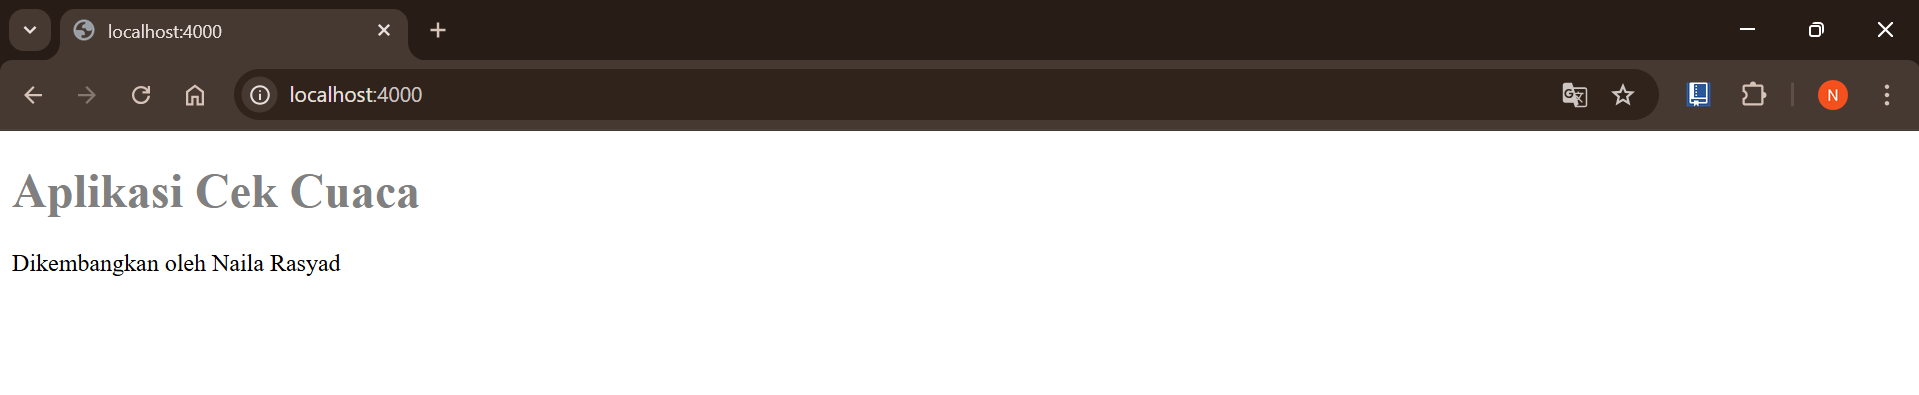 localhost:4000
localhost:4000
N
Aplikasi Cek Cuaca
Dikembangkan oleh Naila Rasyad